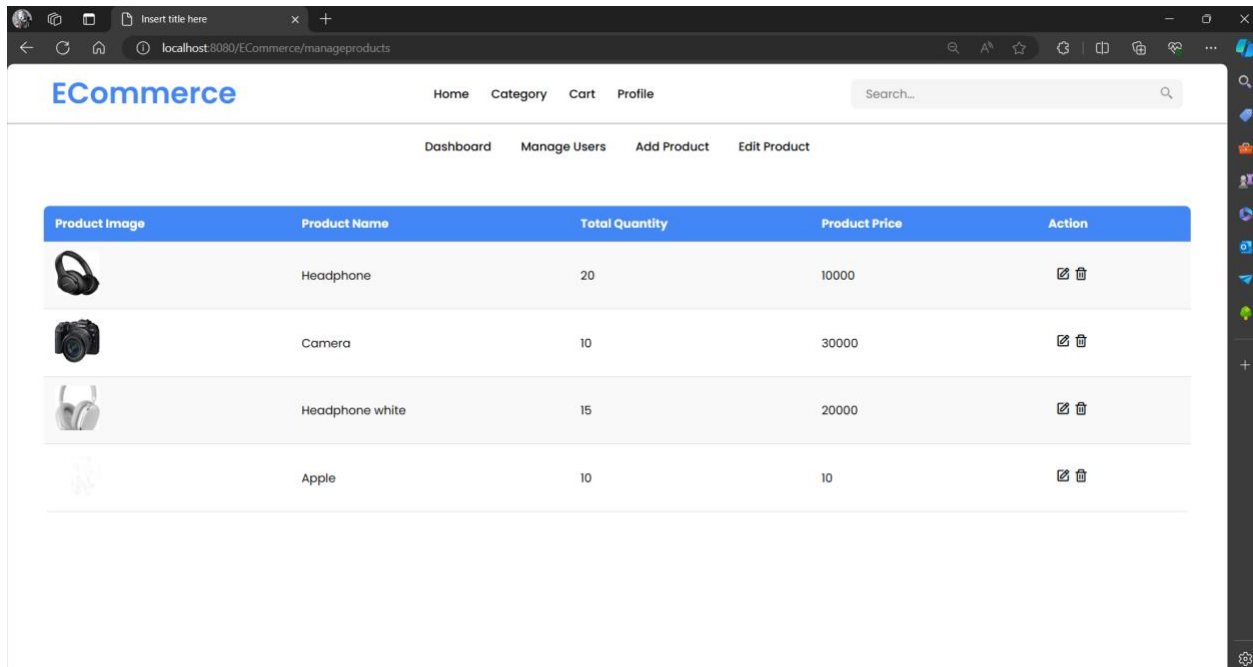 Insert title here
localhost:8080/ECommerce/manageproducts
ECommerce Home Category Cart Profile Search...
Dashboard Manage Users Add Product Edit Product
Product Image Product Name Total Quantity Product Price Action
Headphone 20 10000
Camera 10 30000
Headphone white 15 20000
Apple 10 10